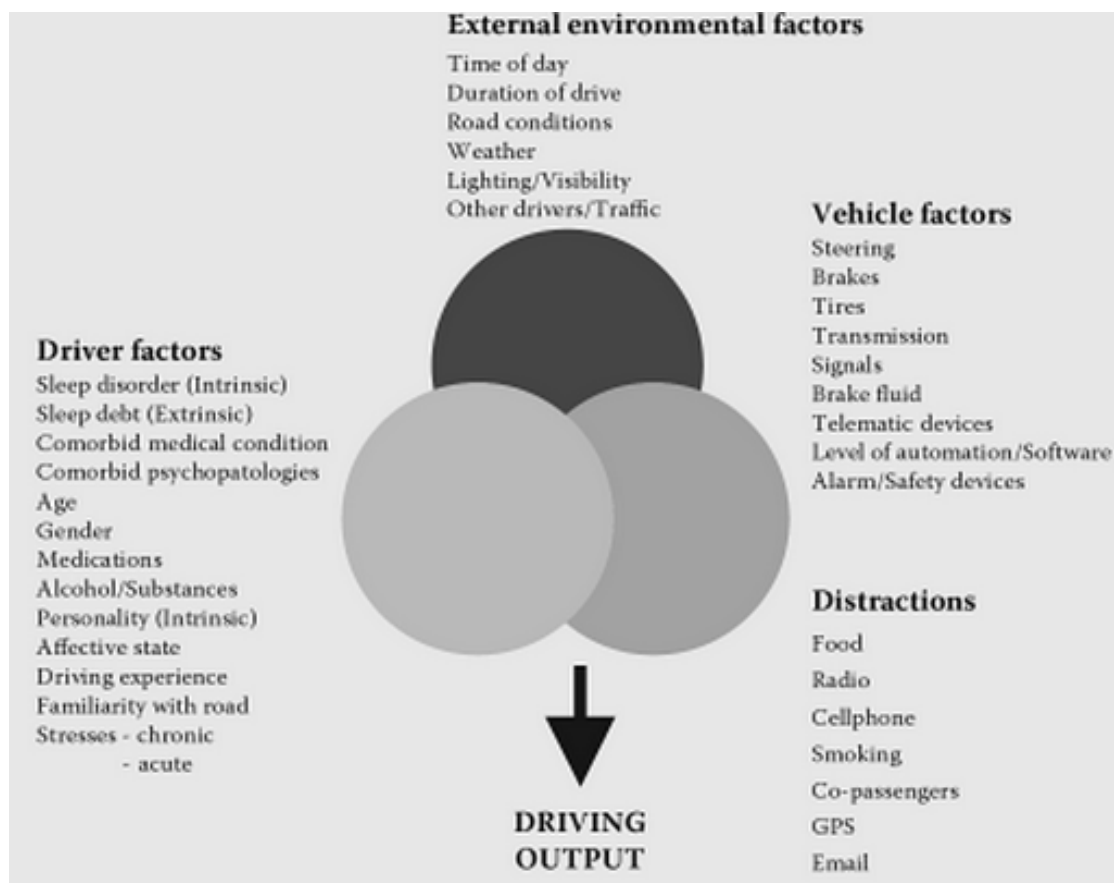 External environmental factors
Time of day
Duration of drive
Road conditions
Weather
Lighting/Visibility
Other drivers/Traffic
Vehicle factors
Steering
Brakes
Tires
Transmission
Signals
Brake fluid
Telematic devices
Level of automation/Software
Alarm/Safety devices
Driver factors
Sleep disorder (Intrinsic)
Sleep debt (Extrinsic)
Comorbid medical condition
Comorbid psychopatologies
Age
Gender
Medications
Alcohol/Substances
Personality (Intrinsic)
Affective state
Driving experience
Familiarity with road
Stresses - chronic
- acute
Distractions
Food
Radio
Cellphone
Smoking
Co-passengers
GPS
Email
DRIVING
OUTPUT